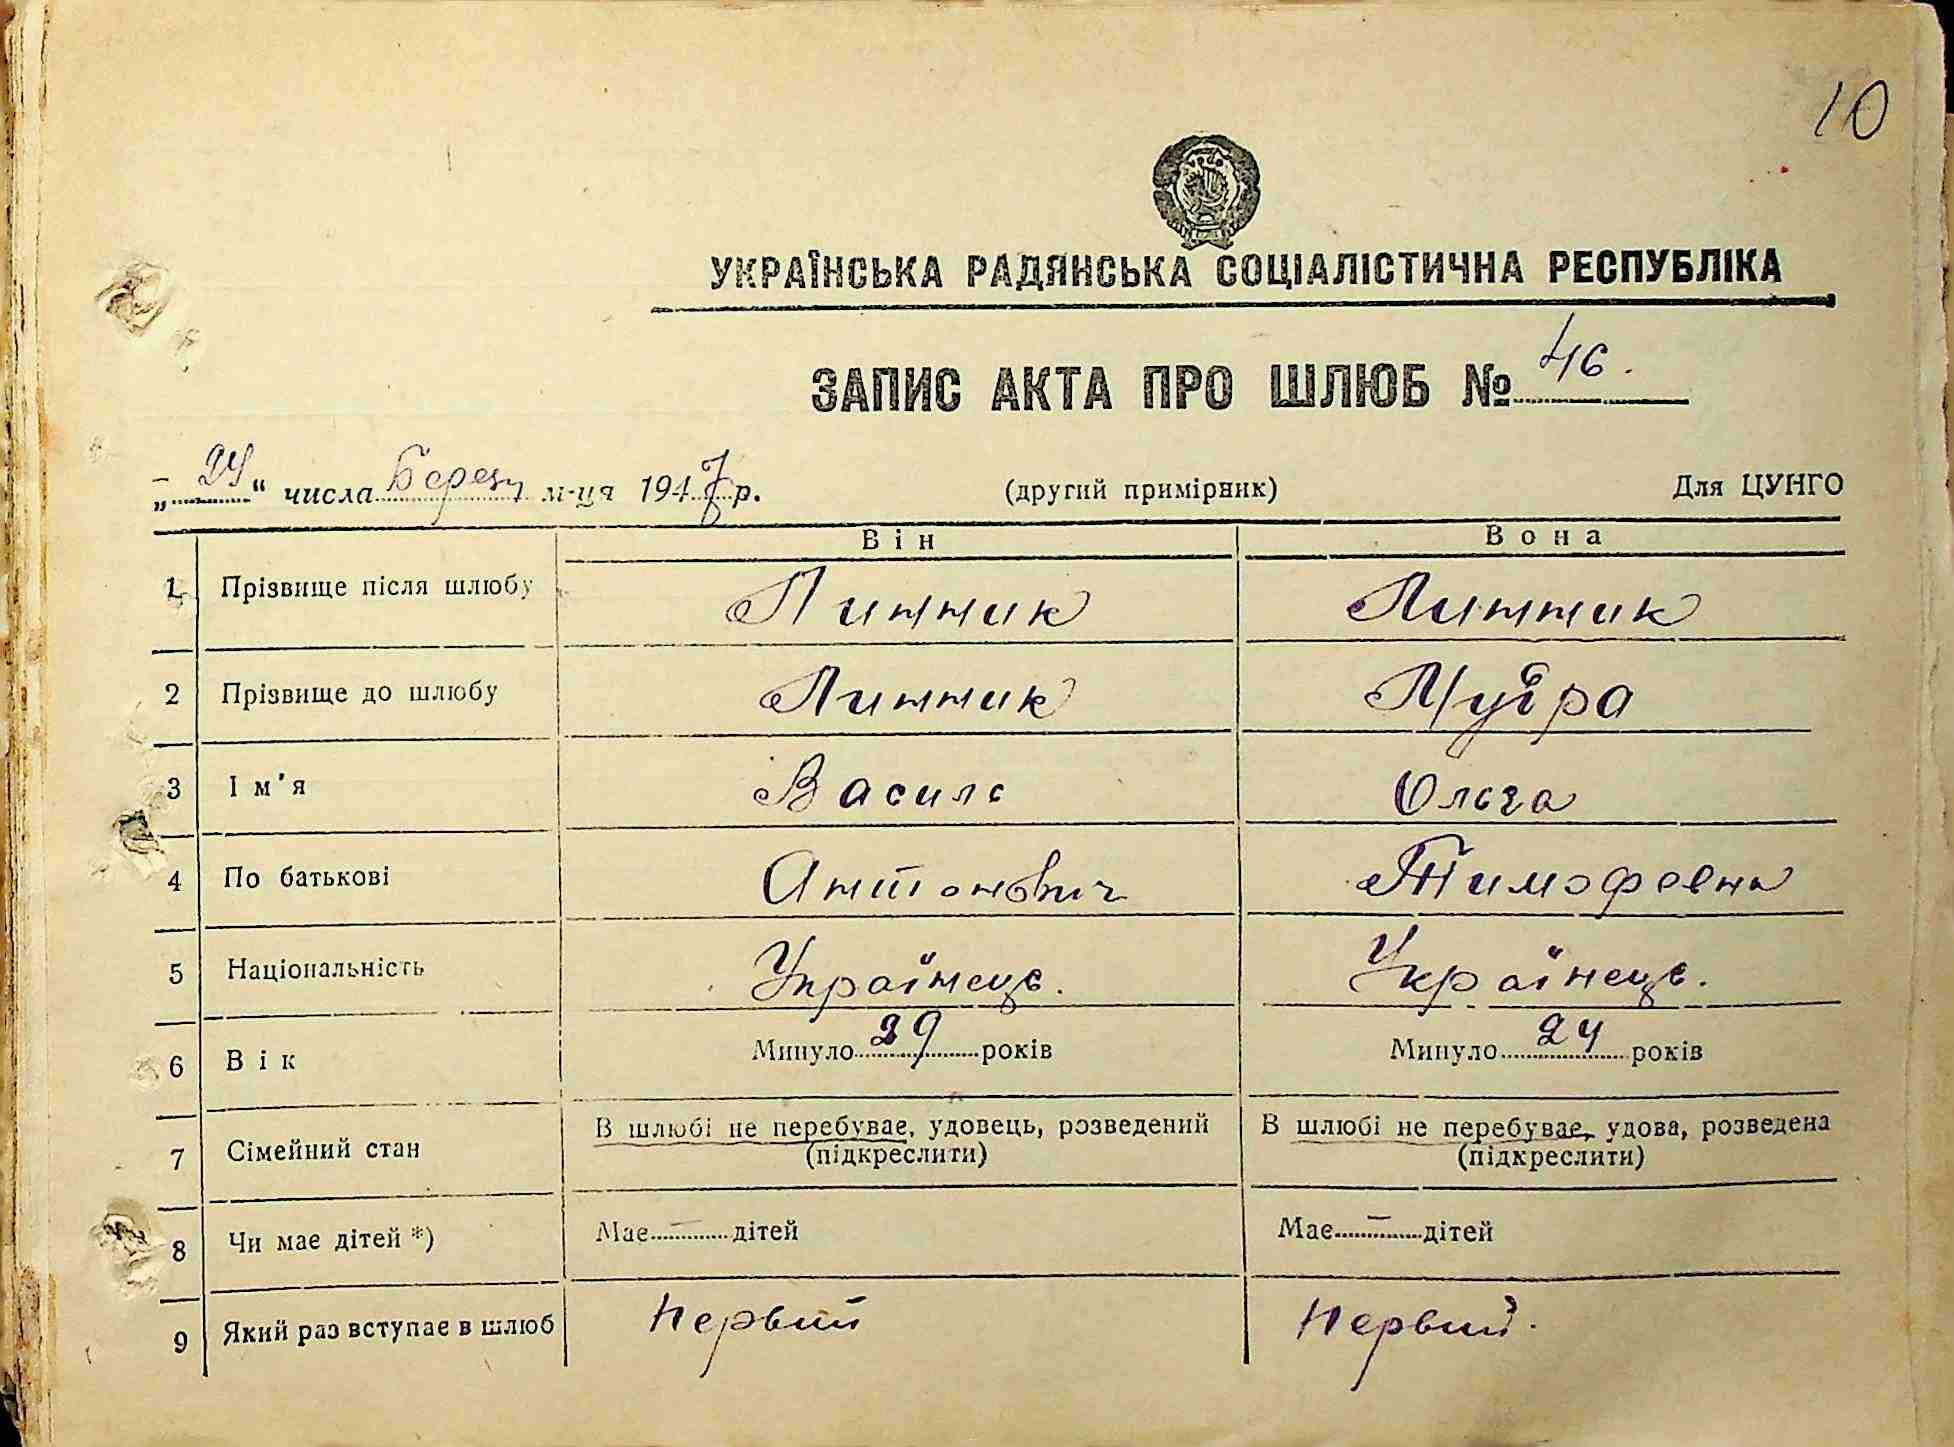 10
УКРАЇНСЬКА РАДЯНСЬКА СОЦІАЛІСТИЧНА РЕСПУБЛІКА
ЗАПИС АКТА ПРО ШЛЮБ № 46.
„24“ числа Березн м-ця 1947 р. (другий примірник) Для ЦУНГО
Він Вона
1 Прізвище після шлюбу Линник Линник
2 Прізвище до шлюбу Линник
3 Ім'я Василь Ольга
4 По батькові Антонович Тимофеевна
5 Національність Українець. Українець.
6 Вік Минуло 29 років Минуло 24 років
7 Сімейний стан В шлюбі не перебуває, удовець, розведений (підкреслити) В шлюбі не перебуває, удова, розведена (підкреслити)
8 Чи має дітей *) Має — дітей Має — дітей
9 Який раз вступає в шлюб Первий Первий.